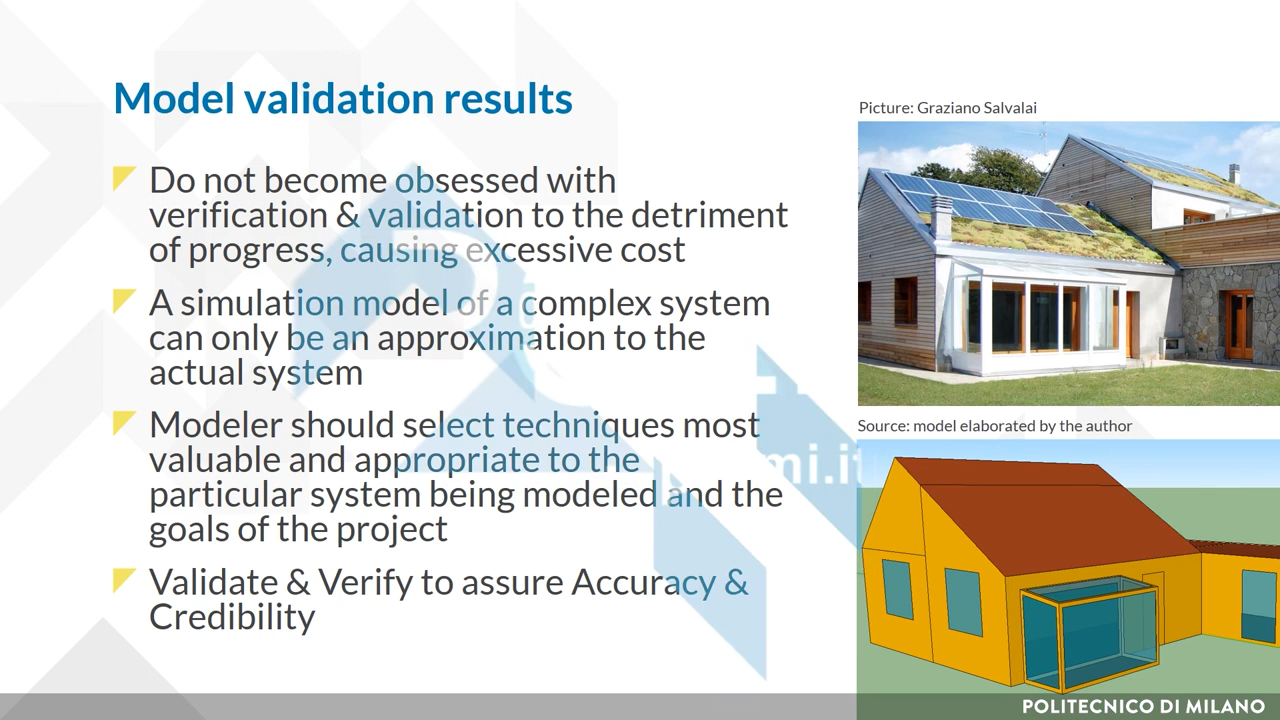 Model validation results
Picture: Graziano Salvalai
Do not become obsessed with
verification & validation to the detriment
of progress, causing excessive cost
A simulation model of a complex system
can only be an approximation to the
actual system
Modeler should select techniques most
valuable and appropriate to the
particular system being modeled and the
goals of the project
Validate & Verify to assure Accuracy &
Credibility
Source: model elaborated by the author
mi.it
POLITECNICO DI MILANO